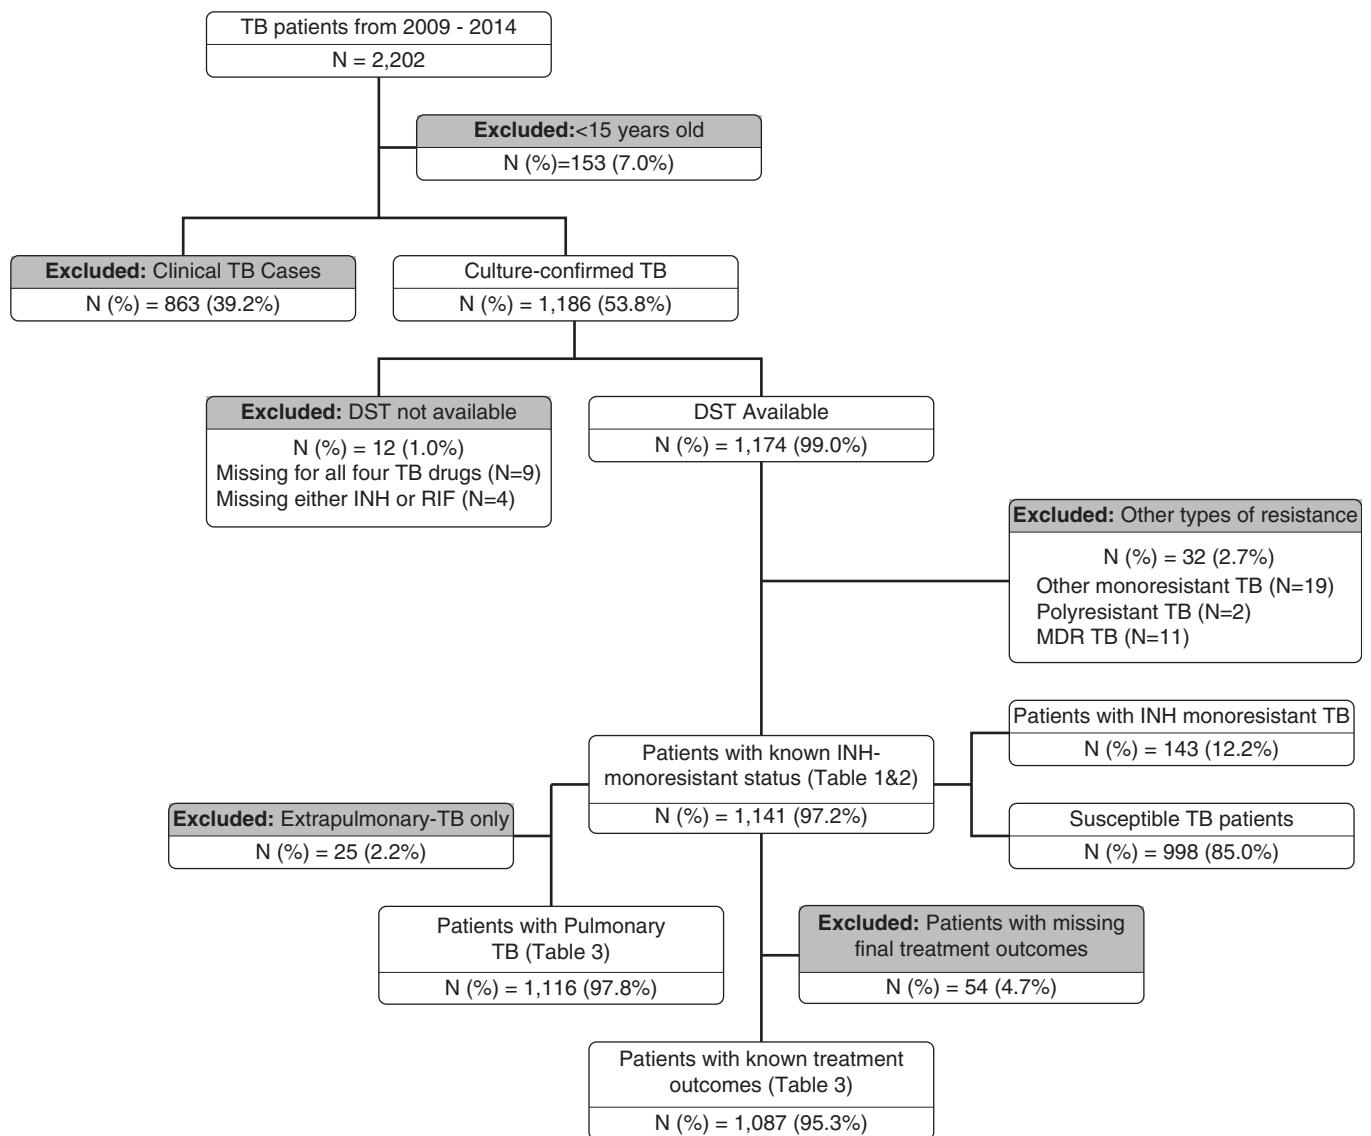 TB patients from 2009 - 2014
N = 2,202
Excluded:<15 years old
N (%)=153 (7.0%)
Excluded: Clinical TB Cases
N (%) = 863 (39.2%)
Culture-confirmed TB
N (%) = 1,186 (53.8%)
Excluded: DST not available
N (%) = 12 (1.0%)
Missing for all four TB drugs (N=9)
Missing either INH or RIF (N=4)
DST Available
N (%) = 1,174 (99.0%)
Excluded: Other types of resistance
N (%) = 32 (2.7%)
Other monoresistant TB (N=19)
Polyresistant TB (N=2)
MDR TB (N=11)
Patients with known INH-
monoresistant status (Table 1&2)
N (%) = 1,141 (97.2%)
Patients with INH monoresistant TB
N (%) = 143 (12.2%)
Susceptible TB patients
N (%) = 998 (85.0%)
Excluded: Extrapulmonary-TB only
N (%) = 25 (2.2%)
Patients with Pulmonary
TB (Table 3)
N (%) = 1,116 (97.8%)
Excluded: Patients with missing
final treatment outcomes
N (%) = 54 (4.7%)
Patients with known treatment
outcomes (Table 3)
N (%) = 1,087 (95.3%)